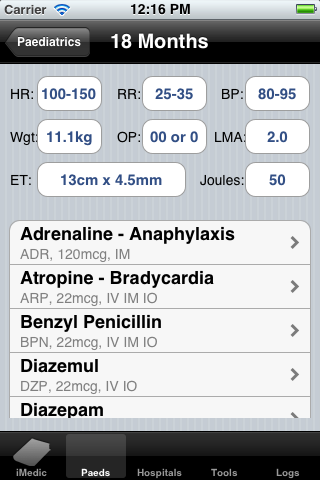 Carrier 12:16 PM
Paediatrics 18 Months
HR: 100-150 RR: 25-35 BP: 80-95
Wgt: 11.1kg OP: 00 or 0 LMA: 2.0
ET: 13cm x 4.5mm Joules: 50
Adrenaline - Anaphylaxis
ADR, 120mcg, IM
Atropine - Bradycardia
ARP, 22mcg, IV IM IO
Benzyl Penicillin
BPN, 22mcg, IV IM IO
Diazemul
DZP, 22mcg, IV IO
Diazepam
iMedic Paeds Hospitals Tools Logs